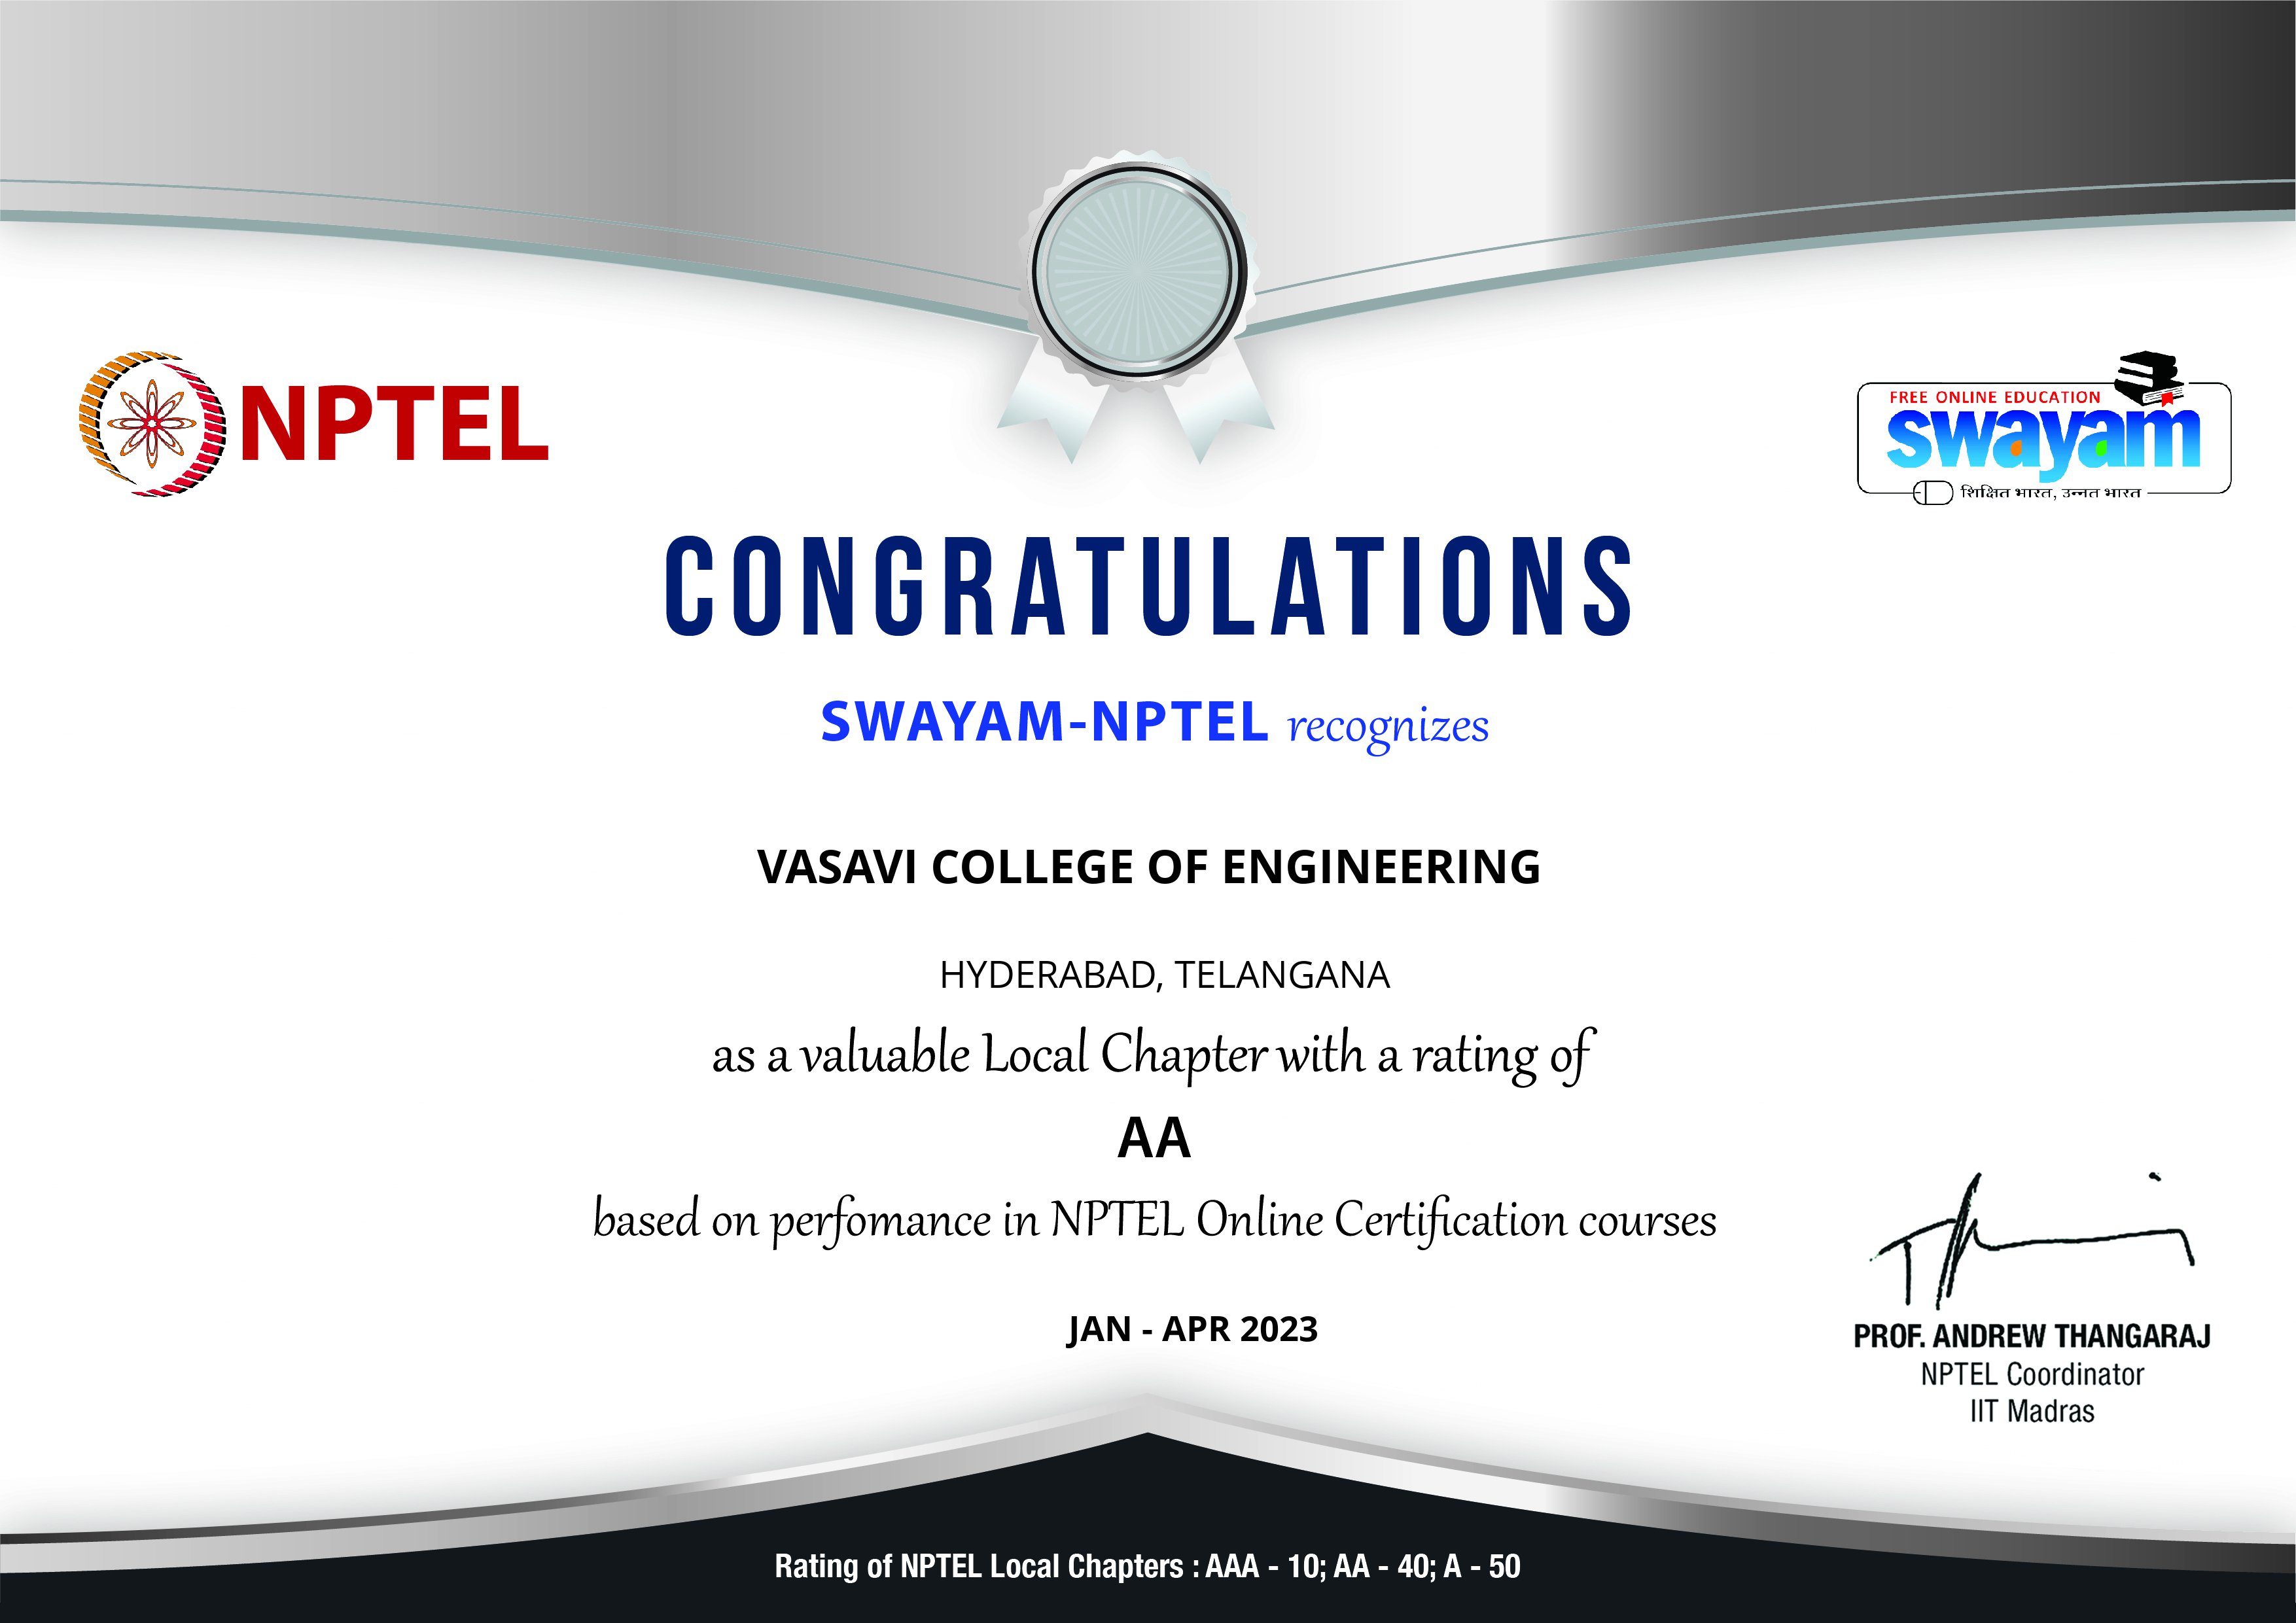 NPTEL
FREE ONLINE EDUCATION
swayam
शिक्षित भारत, उन्नत भारत
CONGRATULATIONS
SWAYAM-NPTEL recognizes
VASAVI COLLEGE OF ENGINEERING
HYDERABAD, TELANGANA
as a valuable Local Chapter with a rating of
AA
based on perfomance in NPTEL Online Certification courses
JAN - APR 2023
PROF. ANDREW THANGARAJ
NPTEL Coordinator
IIT Madras
Rating of NPTEL Local Chapters : AAA - 10; AA - 40; A - 50